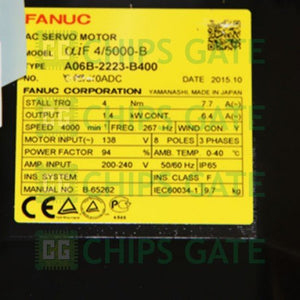 FANUC
AC SERVO MOTOR
MODEL αiF 4/5000-B
TYPE A06B-2223-B400
DATE 2015.10
FANUC CORPORATION YAMANASHI MADE IN JAPAN
STALL TRQ 4 Nm 7.7 A(~)
OUTPUT 1.4 kW CONT 6.4 A(~)
SPEED 4000 min⁻¹ FREQ 267 Hz WINDING
MOTOR INPUT(~) 138 V 8 POLES 3 PHASES
POWER FACTOR 94 % AMB. TEMP 0-40 °C
AMP. INPUT 200-240 V 50/60 Hz IP65
INS.SYSTEM INS CLASS F
MANUAL NO B-65262 IEC60034-1 9.7 kg
CE
CHIPS GATE
CHIPS GATE